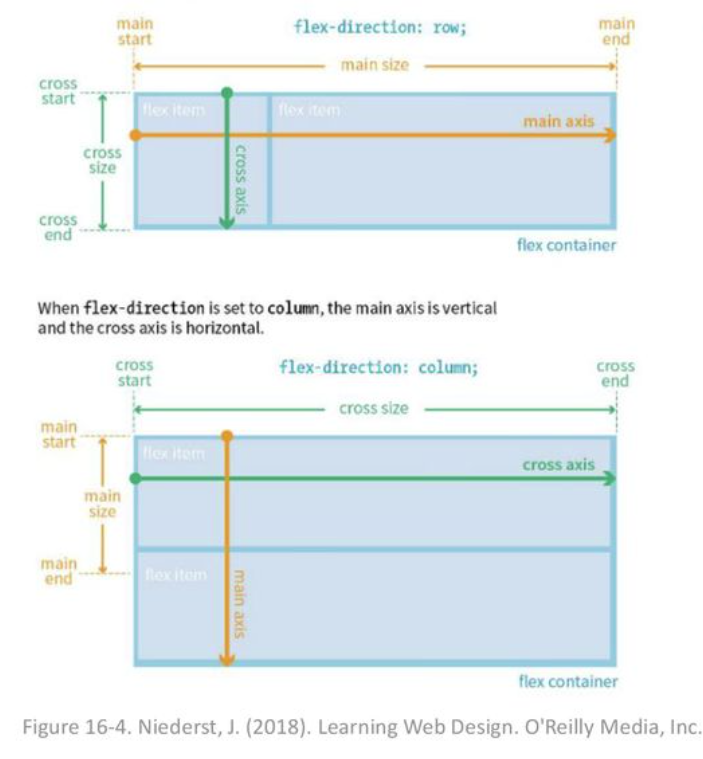 main
start
flex-direction: row;
main
end
main size
cross
start
flex item
flex item
main axis
cross
size
cross axis
cross
end
flex container
When flex-direction is set to column, the main axis is vertical
and the cross axis is horizontal.
cross
start
flex-direction: column;
cross
end
cross size
main
start
flex item
cross axis
main
size
main
end
flex item
main axis
flex container
Figure 16-4. Niederst, J. (2018). Learning Web Design. O'Reilly Media, Inc.